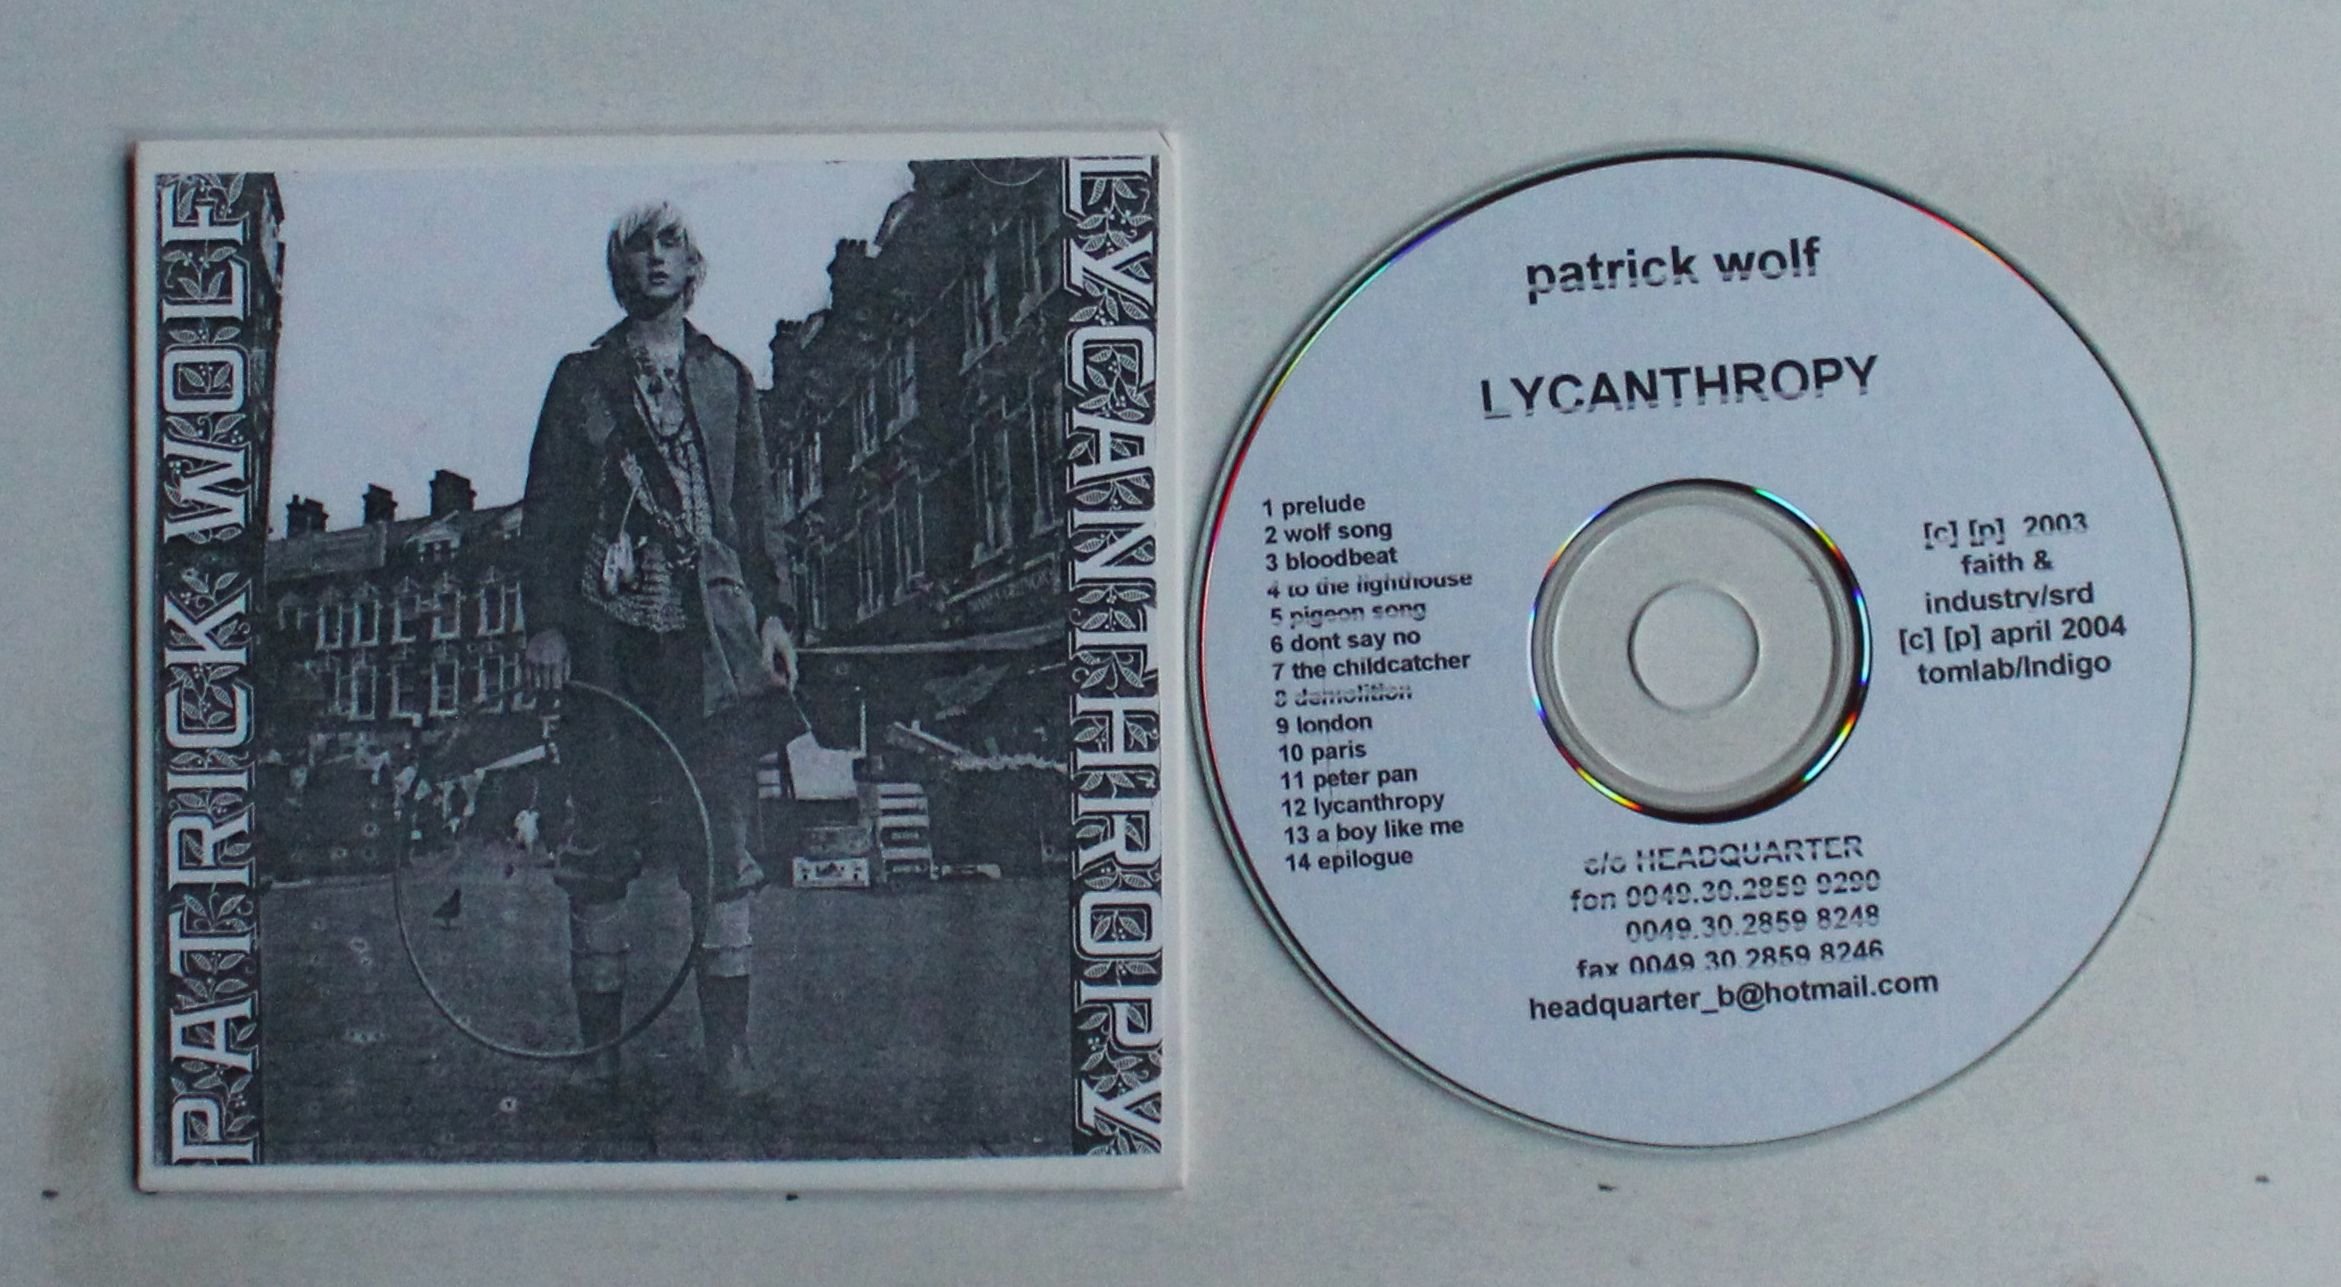 PATRICK WOLF
LYCANTHROPY
patrick wolf
LYCANTHROPY
1 prelude
2 wolf song
3 bloodbeat
4 to the lighthouse
5 pigeon song
6 dont say no
7 the childcatcher
8 demolition
9 london
10 paris
11 peter pan
12 lycanthropy
13 a boy like me
14 epilogue
[c] [p] 2003
faith &
industry/srd
[c] [p] april 2004
tomlab/Indigo
c/o HEADQUARTER
fon 0049.30.2859 9290
0049.30.2859 8248
fax 0049.30.2859 8246
headquarter_b@hotmail.com